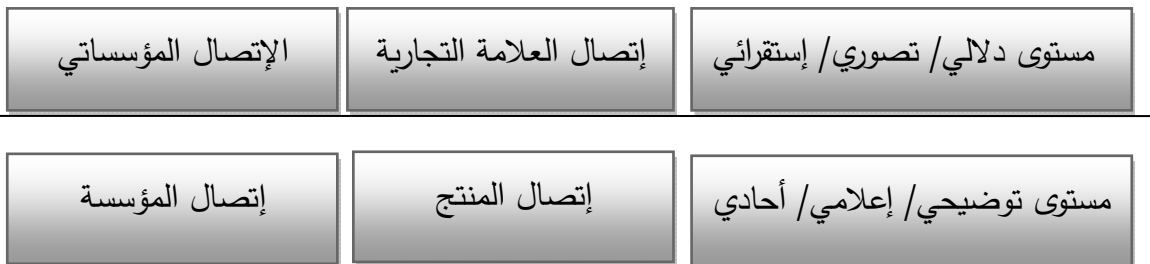 مستوى دلالي/ تصوري/ إستقرائي
إتصال العلامة التجارية
الإتصال المؤسساتي
مستوى توضيحي/ إعلامي/ أحادي
إتصال المنتج
إتصال المؤسسة